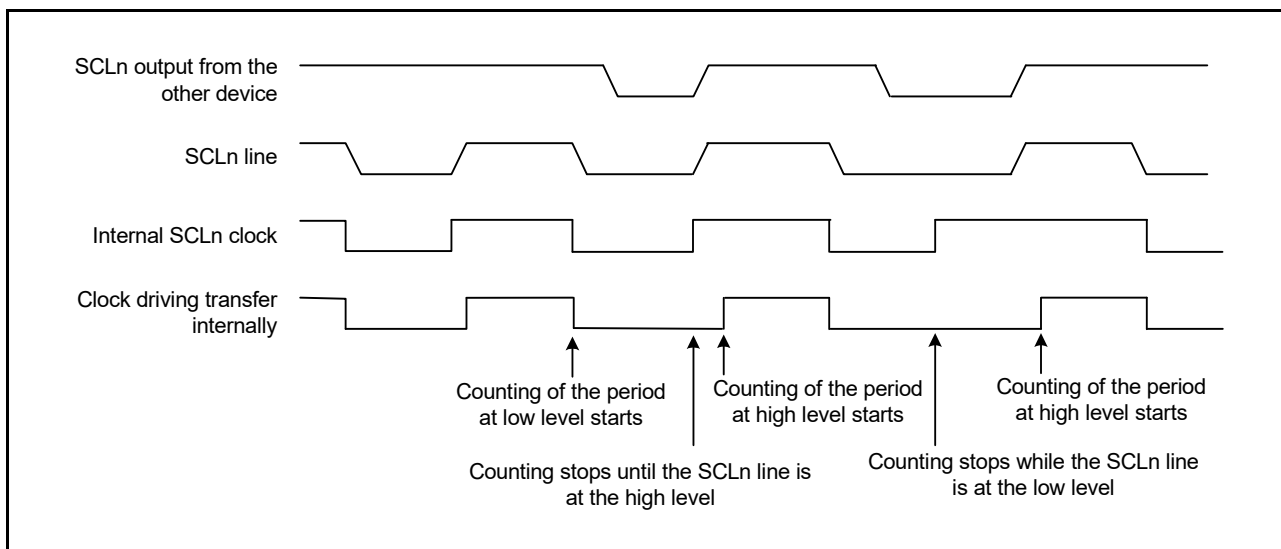 SCLn output from the
other device
SCLn line
Internal SCLn clock
Clock driving transfer
internally
Counting of the period
at low level starts
Counting of the period
at high level starts
Counting of the period
at high level starts
Counting stops until the SCLn line is
at the high level
Counting stops while the SCLn line
is at the low level